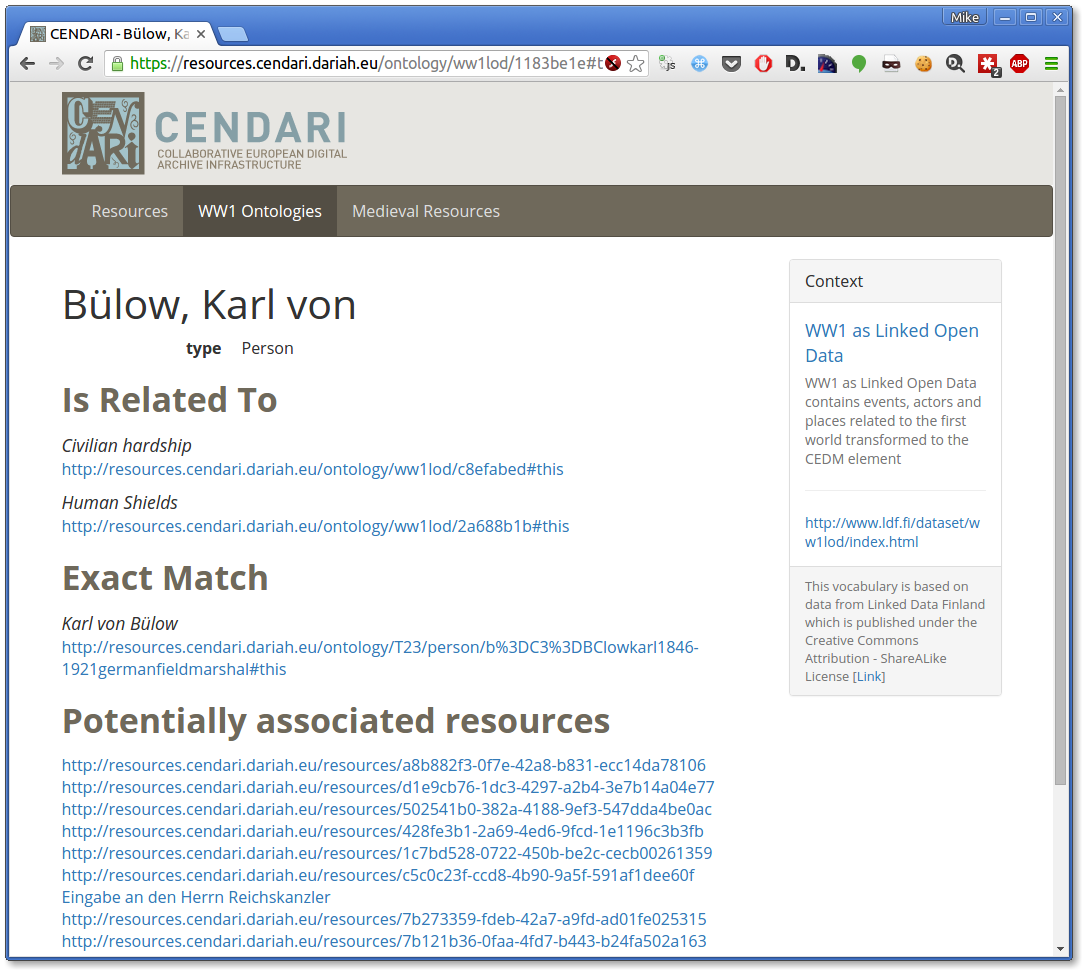 Mike
CENDARI - Bülow, Ka
https://resources.cendari.dariah.eu/ontology/ww1lod/1183be1e#t
js
D.
2
ABP
CENDARI
CENDARI
COLLABORATIVE EUROPEAN DIGITAL
ARCHIVE INFRASTRUCTURE
Resources
WW1 Ontologies
Medieval Resources
Bülow, Karl von
type Person
Is Related To
Civilian hardship
http://resources.cendari.dariah.eu/ontology/ww1lod/c8efabed#this
Human Shields
http://resources.cendari.dariah.eu/ontology/ww1lod/2a688b1b#this
Exact Match
Karl von Bülow
http://resources.cendari.dariah.eu/ontology/T23/person/b%3DC3%3DBClowkarl1846-
1921germanfieldmarshal#this
Potentially associated resources
http://resources.cendari.dariah.eu/resources/a8b882f3-0f7e-42a8-b831-ecc14da78106
http://resources.cendari.dariah.eu/resources/d1e9cb76-1dc3-4297-a2b4-3e7b14a04e77
http://resources.cendari.dariah.eu/resources/502541b0-382a-4188-9ef3-547dda4be0ac
http://resources.cendari.dariah.eu/resources/428fe3b1-2a69-4ed6-9fcd-1e1196c3b3fb
http://resources.cendari.dariah.eu/resources/1c7bd528-0722-450b-be2c-cecb00261359
http://resources.cendari.dariah.eu/resources/c5c0c23f-ccd8-4b90-9a5f-591af1dee60f
Eingabe an den Herrn Reichskanzler
http://resources.cendari.dariah.eu/resources/7b273359-fdeb-42a7-a9fd-ad01fe025315
http://resources.cendari.dariah.eu/resources/7b121b36-0faa-4fd7-b443-b24fa502a163
Context
WW1 as Linked Open
Data
WW1 as Linked Open Data
contains events, actors and
places related to the first
world transformed to the
CEDM element
http://www.ldf.fi/dataset/w
w1lod/index.html
This vocabulary is based on
data from Linked Data Finland
which is published under the
Creative Commons
Attribution - ShareALike
License [Link]